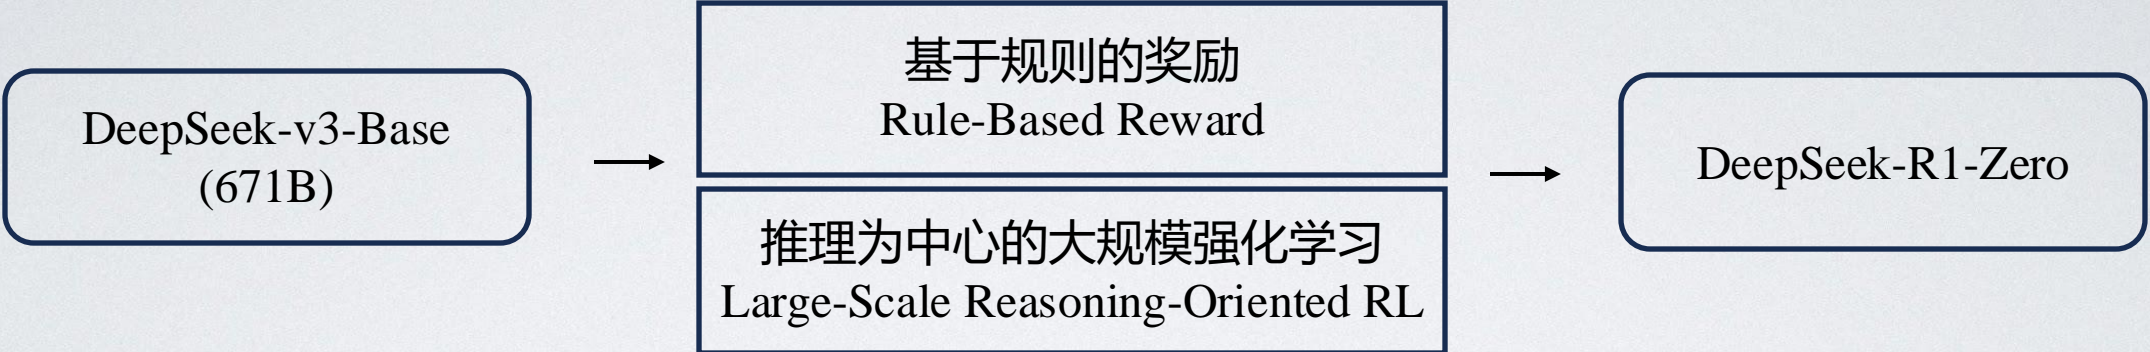 DeepSeek-v3-Base
(671B)
基于规则的奖励
Rule-Based Reward
推理为中心的大规模强化学习
Large-Scale Reasoning-Oriented RL
DeepSeek-R1-Zero